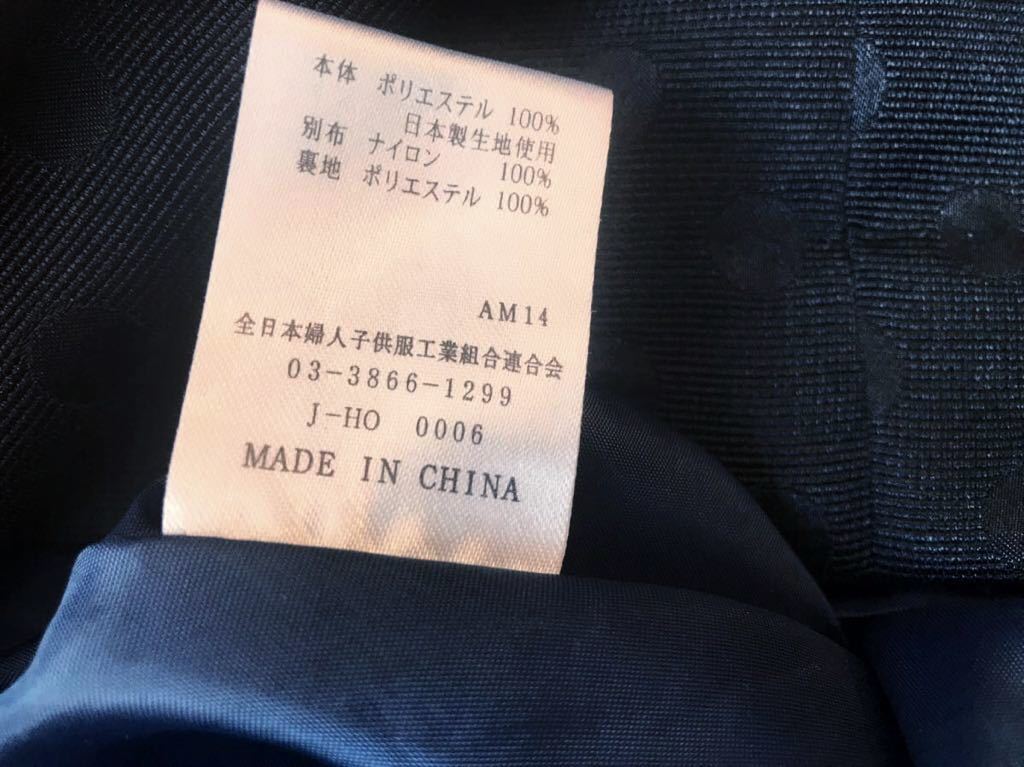 本体 ポリエステル 100%
日本製生地使用
別布 ナイロン 100%
裏地 ポリエステル 100%
AM14
全日本婦人子供服工業組合連合会
03-3866-1299
J-HO 0006
MADE IN CHINA